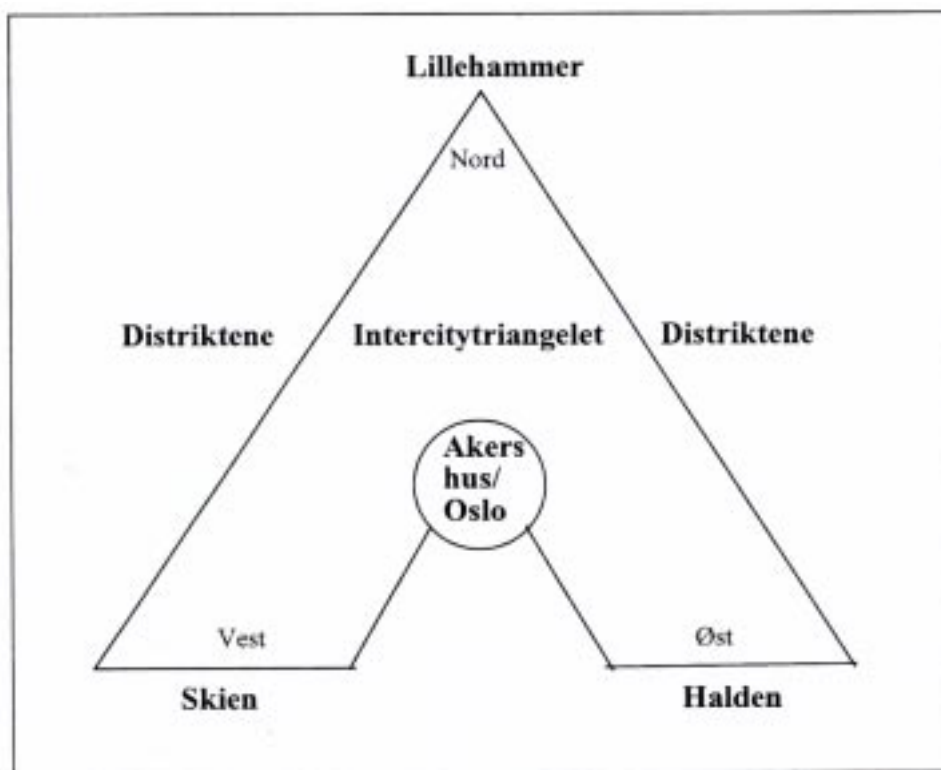 Lillehammer
Nord
Distriktene
Intercitytriangelet
Distriktene
Akers
hus/
Oslo
Vest
Øst
Skien
Halden